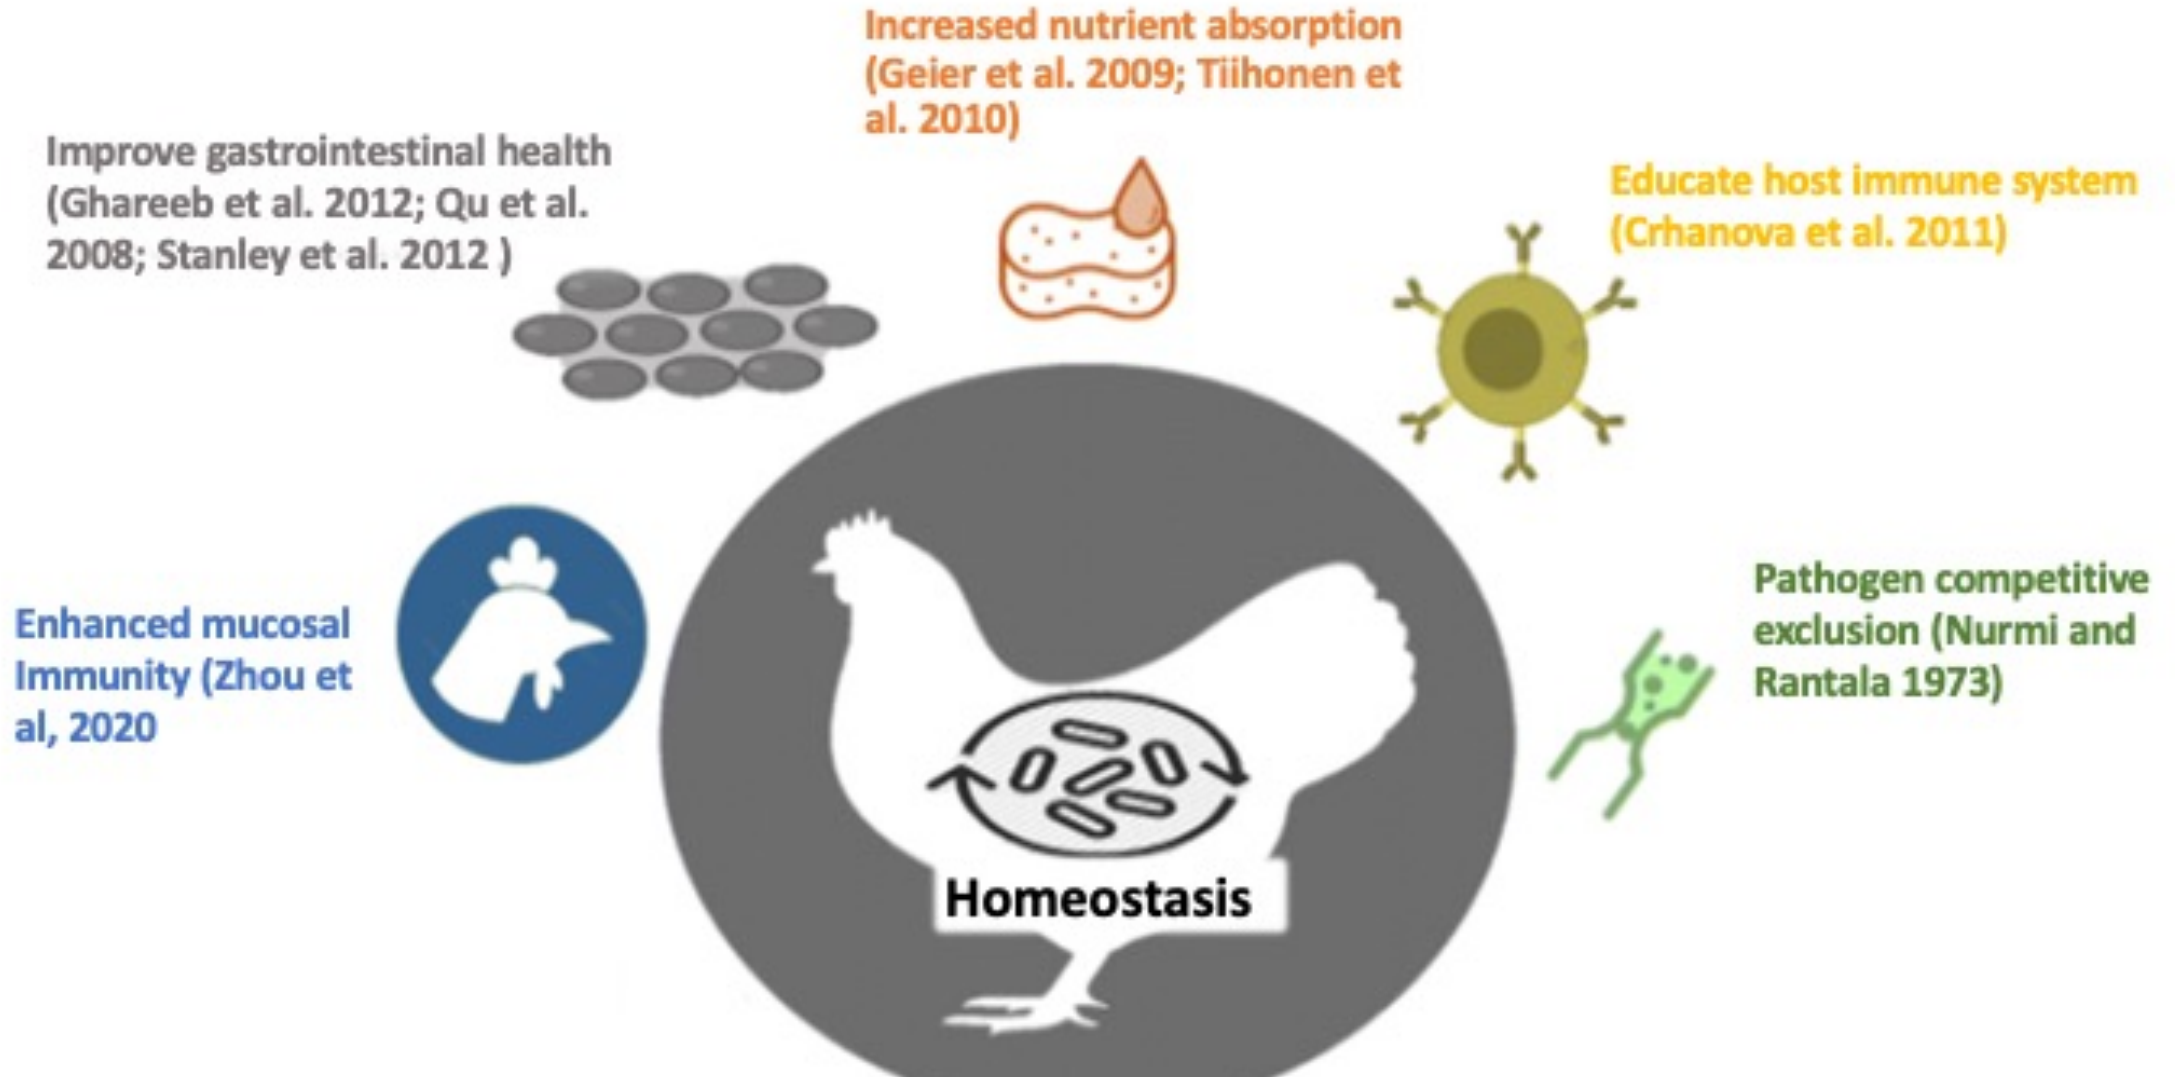 Increased nutrient absorption
(Geier et al. 2009; Tiihonen et
al. 2010)
Improve gastrointestinal health
(Ghareeb et al. 2012; Qu et al.
2008; Stanley et al. 2012 )
Educate host immune system
(Crhanova et al. 2011)
Enhanced mucosal
Immunity (Zhou et
al, 2020
Pathogen competitive
exclusion (Nurmi and
Rantala 1973)
Homeostasis